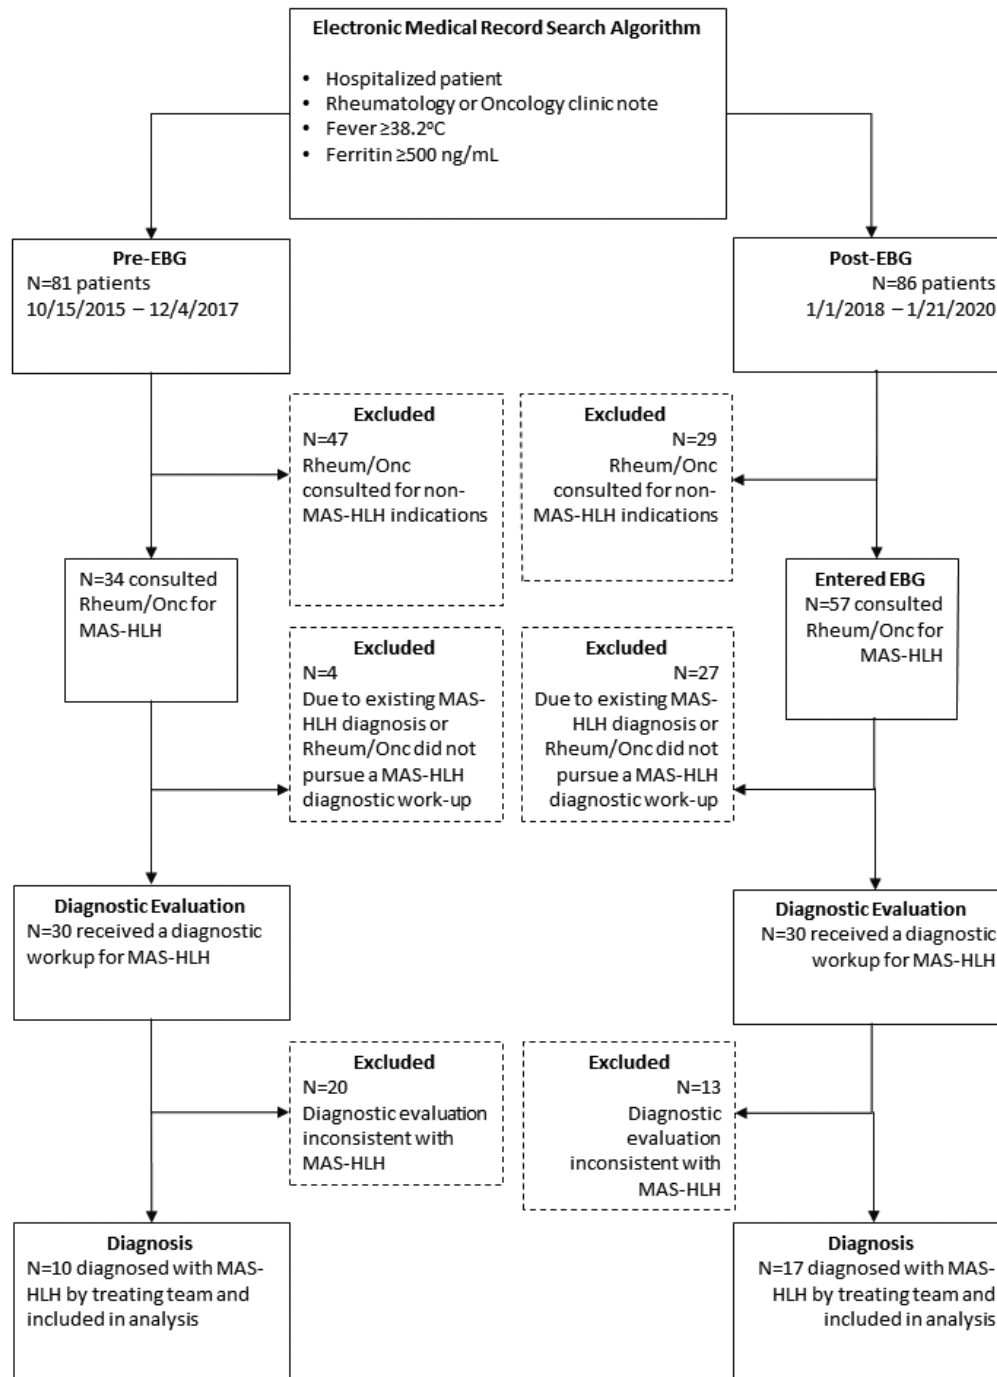 Electronic Medical Record Search Algorithm
• Hospitalized patient
• Rheumatology or Oncology clinic note
• Fever ≥38.2°C
• Ferritin ≥500 ng/mL
Pre-EBG
N=81 patients
10/15/2015 – 12/4/2017
Post-EBG
N=86 patients
1/1/2018 – 1/21/2020
Excluded
N=47
Rheum/Onc
consulted for non-
MAS-HLH indications
Excluded
N=29
Rheum/Onc
consulted for non-
MAS-HLH indications
N=34 consulted
Rheum/Onc for
MAS-HLH
Entered EBG
N=57 consulted
Rheum/Onc for
MAS-HLH
Excluded
N=4
Due to existing MAS-
HLH diagnosis or
Rheum/Onc did not
pursue a MAS-HLH
diagnostic work-up
Excluded
N=27
Due to existing MAS-
HLH diagnosis or
Rheum/Onc did not
pursue a MAS-HLH
diagnostic work-up
Diagnostic Evaluation
N=30 received a diagnostic
workup for MAS-HLH
Diagnostic Evaluation
N=30 received a diagnostic
workup for MAS-HLH
Excluded
N=20
Diagnostic evaluation
inconsistent with
MAS-HLH
Excluded
N=13
Diagnostic
evaluation
inconsistent with
MAS-HLH
Diagnosis
N=10 diagnosed with MAS-
HLH by treating team and
included in analysis
Diagnosis
N=17 diagnosed with MAS-
HLH by treating team and
included in analysis